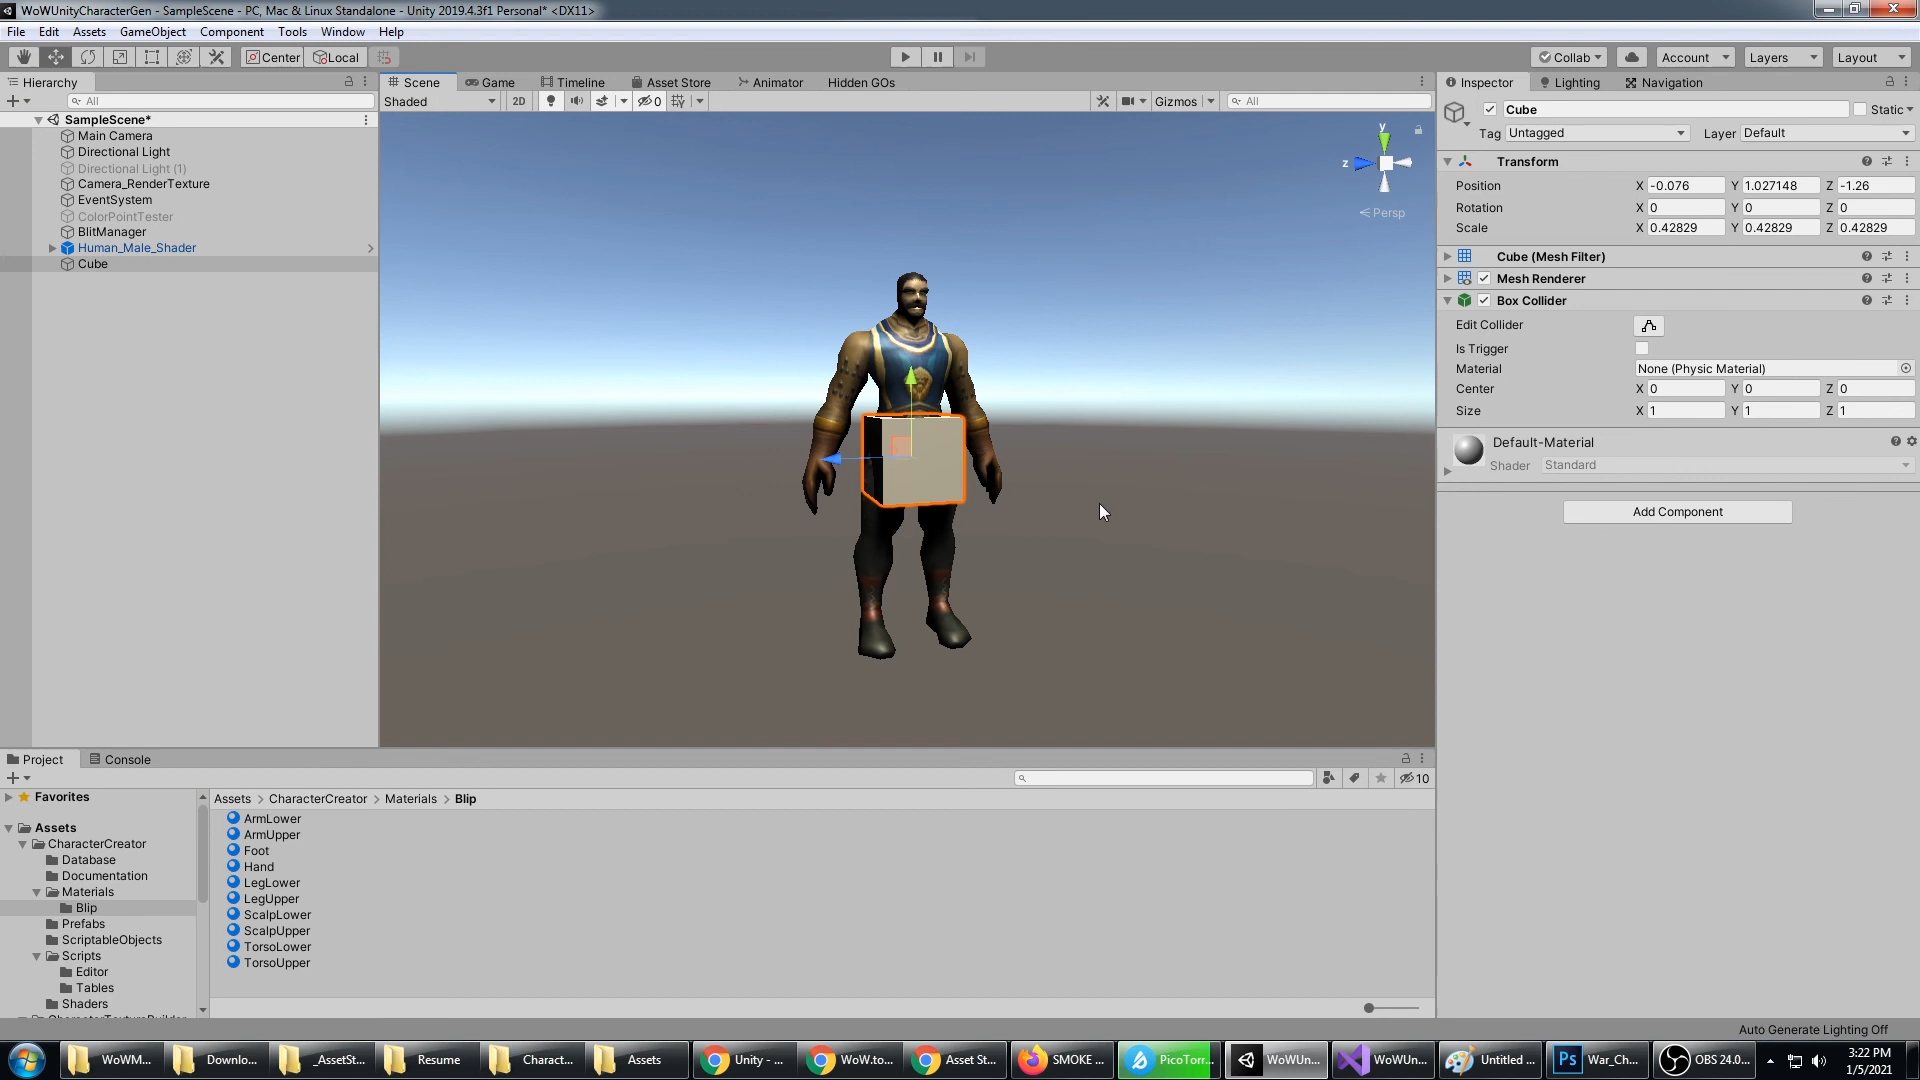 WoWUnityCharacterGen - SampleScene - PC, Mac & Linux Standalone - Unity 2019.4.3f1 Personal* <DX11>
File Edit Assets GameObject Component Tools Window Help
Center Local Collab Account Layers Layout
Hierarchy
All
SampleScene*
Main Camera
Directional Light
Directional Light (1)
Camera_RenderTexture
EventSystem
ColorPointTester
BlitManager
Human_Male_Shader
Cube
Scene Game Timeline Asset Store Animator Hidden GOs
Shaded 2D 0 Gizmos All
y
z
Persp
Inspector Lighting Navigation
Cube Static
Tag Untagged Layer Default
Transform
Position X -0.076 Y 1.027148 Z -1.26
Rotation X 0 Y 0 Z 0
Scale X 0.42829 Y 0.42829 Z 0.42829
Cube (Mesh Filter)
Mesh Renderer
Box Collider
Edit Collider
Is Trigger
Material None (Physic Material)
Center X 0 Y 0 Z 0
Size X 1 Y 1 Z 1
Default-Material
Shader Standard
Add Component
Project Console
10
Favorites
Assets
CharacterCreator
Database
Documentation
Materials
Blip
Prefabs
ScriptableObjects
Scripts
Editor
Tables
Shaders
Assets > CharacterCreator > Materials > Blip
ArmLower
ArmUpper
Foot
Hand
LegLower
LegUpper
ScalpLower
ScalpUpper
TorsoLower
TorsoUpper
Auto Generate Lighting Off
WoWM... Downlo... _AssetSt... Resume Charact... Assets Unity - ... WoW.to... Asset St... SMOKE ... PicoTorr... WoWUn... WoWUn... Untitled ... Ps War_Ch... OBS 24.0...
3:22 PM
1/5/2021